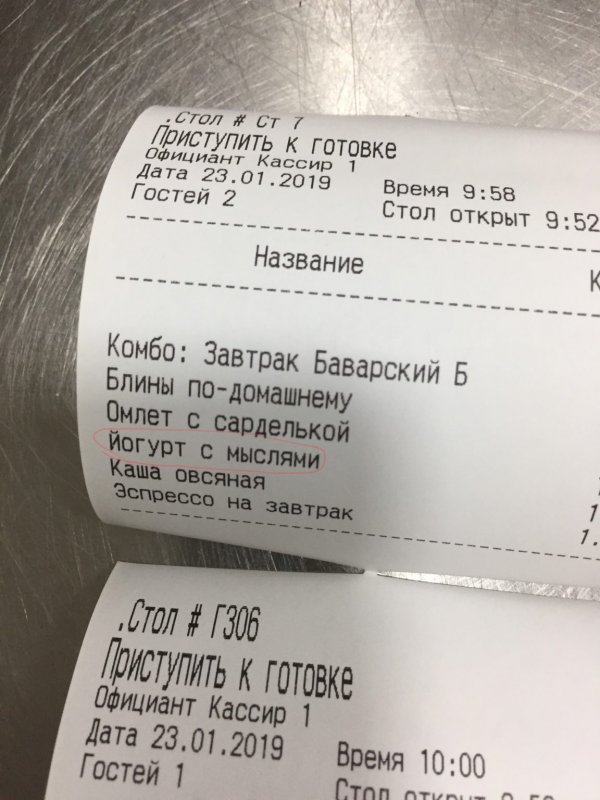 .Стол # Ст 7
Приступить к готовке
Официант Кассир 1
Дата 23.01.2019 Время 9:58
Гостей 2 Стол открыт 9:52
Название К
Комбо: Завтрак Баварский Б
Блины по-домашнему
Омлет с сарделькой
Йогурт с мыслями
Каша овсяная
Эспрессо на завтрак
.Стол # Г306
Приступить к готовке
Официант Кассир 1
Дата 23.01.2019 Время 10:00
Гостей 1 Стол открыт